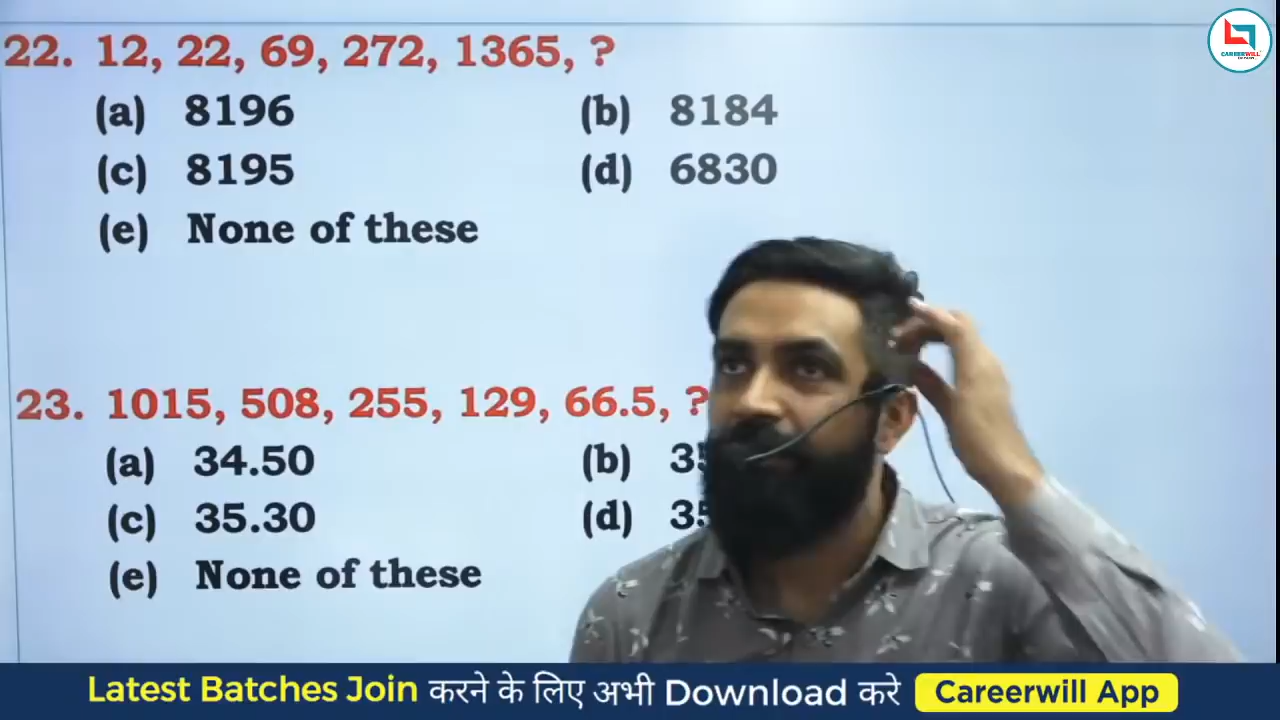 CAREERWILL
22. 12, 22, 69, 272, 1365, ?
(a) 8196 (b) 8184
(c) 8195 (d) 6830
(e) None of these
23. 1015, 508, 255, 129, 66.5, ?
(a) 34.50 (b)
(c) 35.30 (d)
(e) None of these
Latest Batches Join करने के लिए अभी Download करे Careerwill App